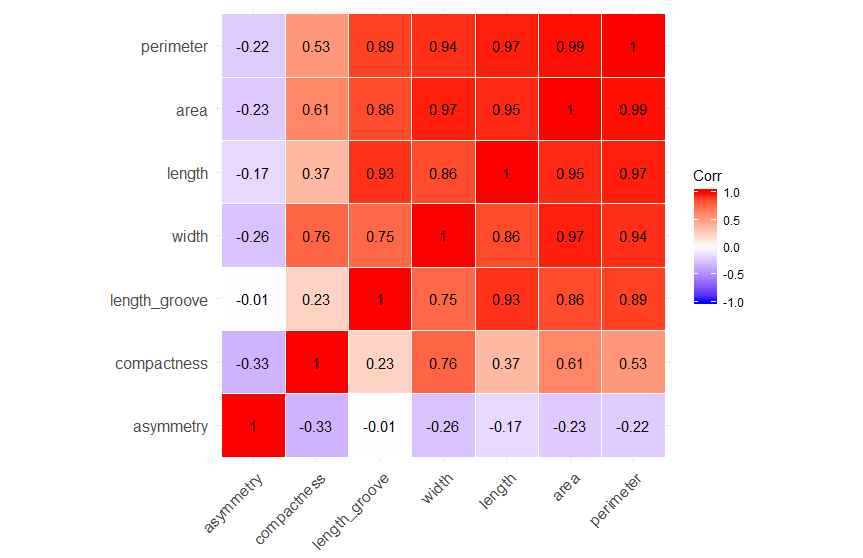 perimeter -0.22 0.53 0.89 0.94 0.97 0.99 1
area -0.23 0.61 0.86 0.97 0.95 1 0.99
length -0.17 0.37 0.93 0.86 1 0.95 0.97
width -0.26 0.76 0.75 1 0.86 0.97 0.94
length_groove -0.01 0.23 1 0.75 0.93 0.86 0.89
compactness -0.33 1 0.23 0.76 0.37 0.61 0.53
asymmetry 1 -0.33 -0.01 -0.26 -0.17 -0.23 -0.22
asymmetry compactness length_groove width length area perimeter
Corr
1.0
0.5
0.0
-0.5
-1.0